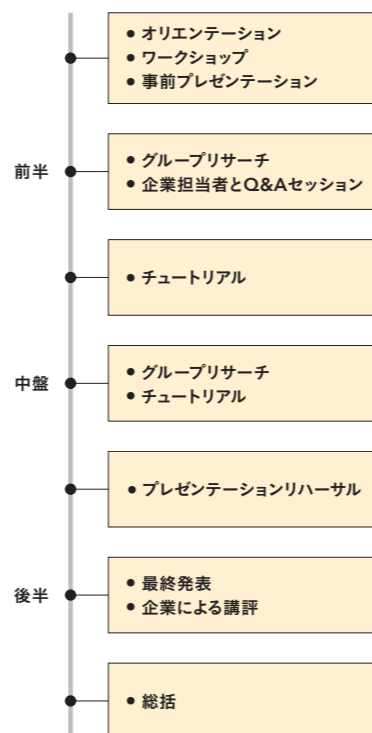 • オリエンテーション
• ワークショップ
• 事前プレゼンテーション
前半
• グループリサーチ
• 企業担当者とQ&Aセッション
• チュートリアル
中盤
• グループリサーチ
• チュートリアル
• プレゼンテーションリハーサル
後半
• 最終発表
• 企業による講評
• 総括